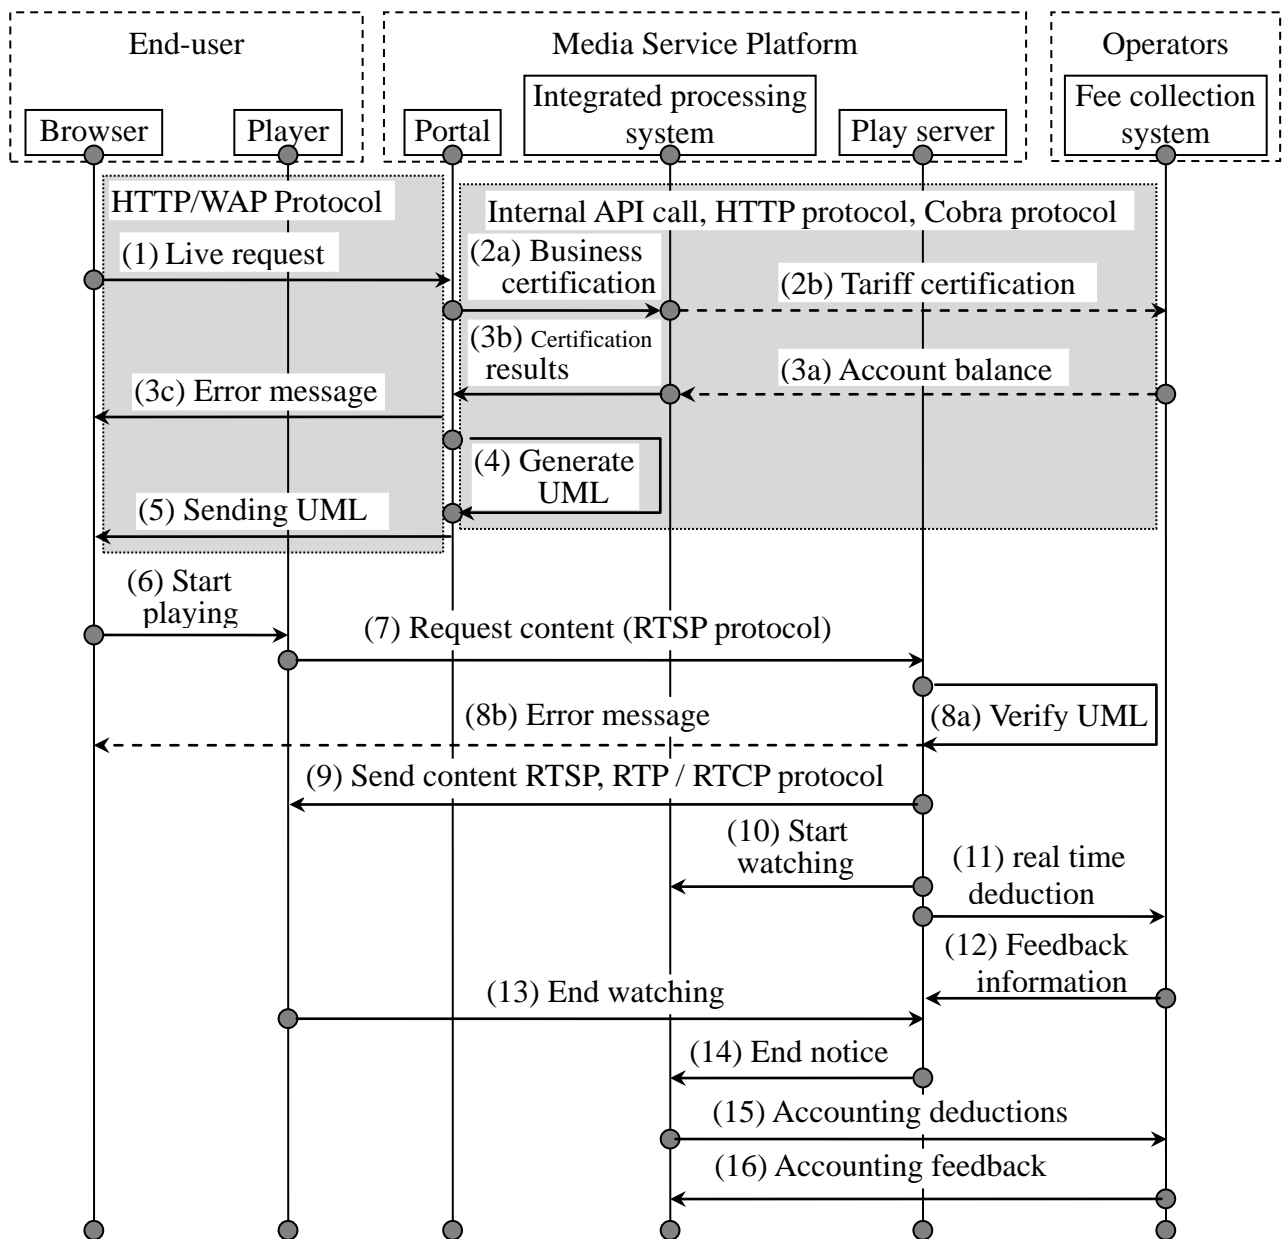 End-user
Media Service Platform
Operators
Browser
Player
Portal
Integrated processing
system
Play server
Fee collection
system
HTTP/WAP Protocol
Internal API call, HTTP protocol, Cobra protocol
(1) Live request
(2a) Business
certification
(2b) Tariff certification
(3b) Certification
results
(3a) Account balance
(3c) Error message
(4) Generate
UML
(5) Sending UML
(6) Start
playing
(7) Request content (RTSP protocol)
(8b) Error message
(8a) Verify UML
(9) Send content RTSP, RTP / RTCP protocol
(10) Start
watching
(11) real time
deduction
(12) Feedback
information
(13) End watching
(14) End notice
(15) Accounting deductions
(16) Accounting feedback